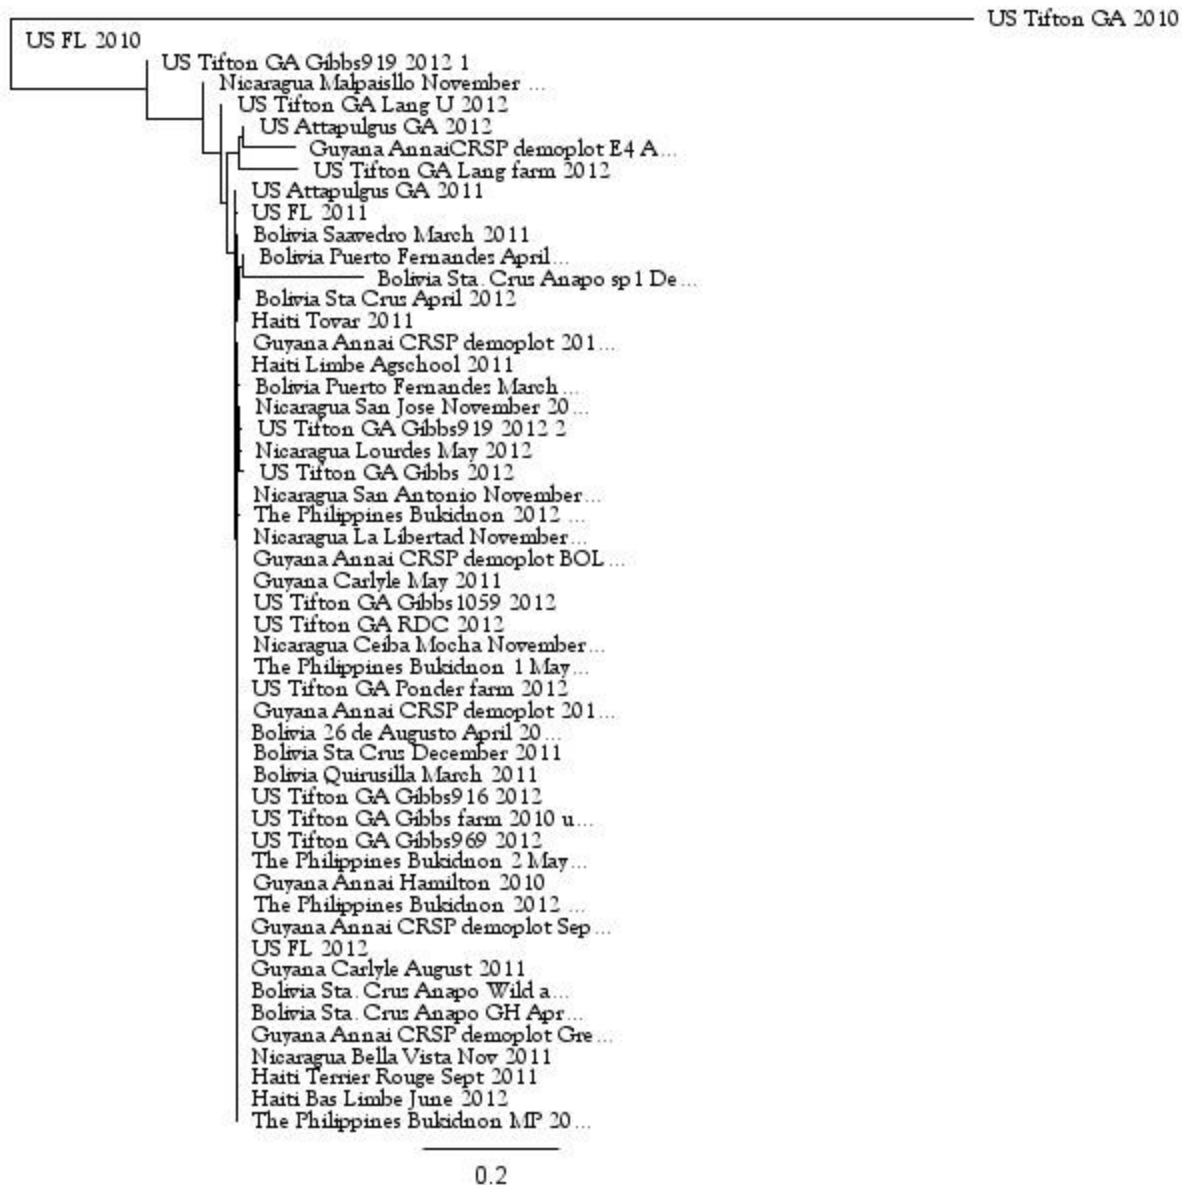 US Tifton GA 2010
US FL 2010
US Tifton GA Gibbs919 2012 1
Nicaragua Malpaisllo November ...
US Tifton GA Lang U 2012
US Attapulgus GA 2012
Guyana AnnaiCRSP demoplot E4 A...
US Tifton GA Lang farm 2012
US Attapulgus GA 2011
US FL 2011
Bolivia Saavedro March 2011
Bolivia Puerto Fernandes April...
Bolivia Sta. Crus Anapo sp1 De...
Bolivia Sta Crus April 2012
Haiti Tovar 2011
Guyana Annai CRSP demoplot 201...
Haiti Limbe Agschool 2011
Bolivia Puerto Fernandes March ...
Nicaragua San Jose November 20...
US Tifton GA Gibbs919 2012 2
Nicaragua Lourdes May 2012
US Tifton GA Gibbs 2012
Nicaragua San Antonio November...
The Philippines Bukidnon 2012 ...
Nicaragua La Libertad November...
Guyana Annai CRSP demoplot BOL ...
Guyana Carlyle May 2011
US Tifton GA Gibbs1059 2012
US Tifton GA RDC 2012
Nicaragua Ceiba Mocha November...
The Philippines Bukidnon 1 May...
US Tifton GA Ponder farm 2012
Guyana Annai CRSP demoplot 201...
Bolivia 26 de Augusto April 20...
Bolivia Sta Crus December 2011
Bolivia Quirusilla March 2011
US Tifton GA Gibbs916 2012
US Tifton GA Gibbs farm 2010 u...
US Tifton GA Gibbs969 2012
The Philippines Bukidnon 2 May...
Guyana Annai Hamilton 2010
The Philippines Bukidnon 2012 ...
Guyana Annai CRSP demoplot Sep...
US FL 2012
Guyana Carlyle August 2011
Bolivia Sta. Crus Anapo Wild a...
Bolivia Sta. Crus Anapo GH Apr...
Guyana Annai CRSP demoplot Gre...
Nicaragua Bella Vista Nov 2011
Haiti Terrier Rouge Sept 2011
Haiti Bas Limbe June 2012
The Philippines Bukidnon MP 20...
0.2